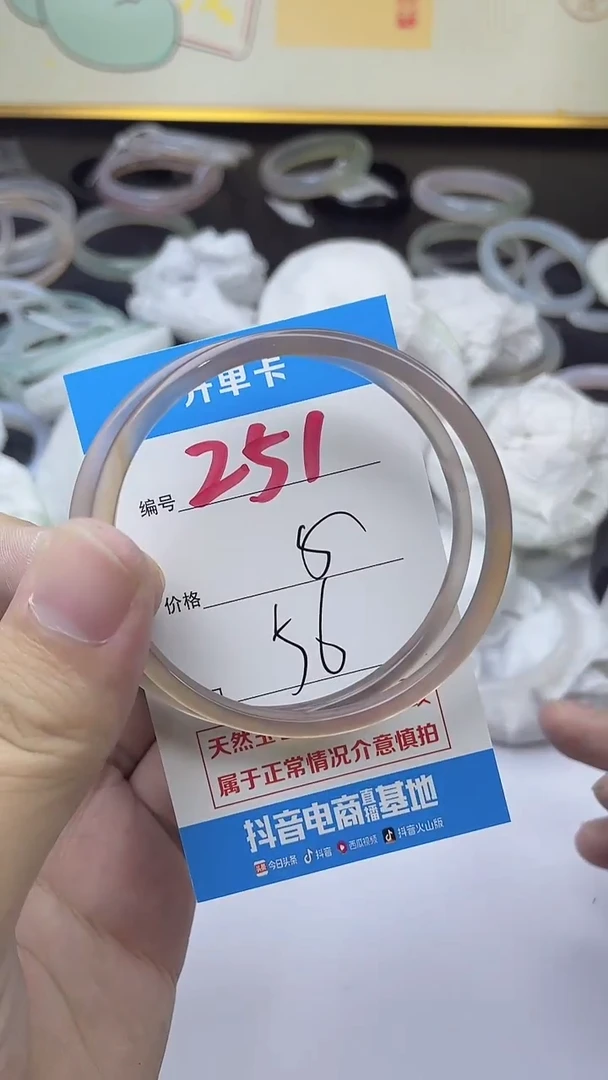 开单卡
编号 251
价格 8
56
天然
属于正常情况介意慎拍
抖音电商直播基地
今日头条 抖音 西瓜视频 抖音火山版